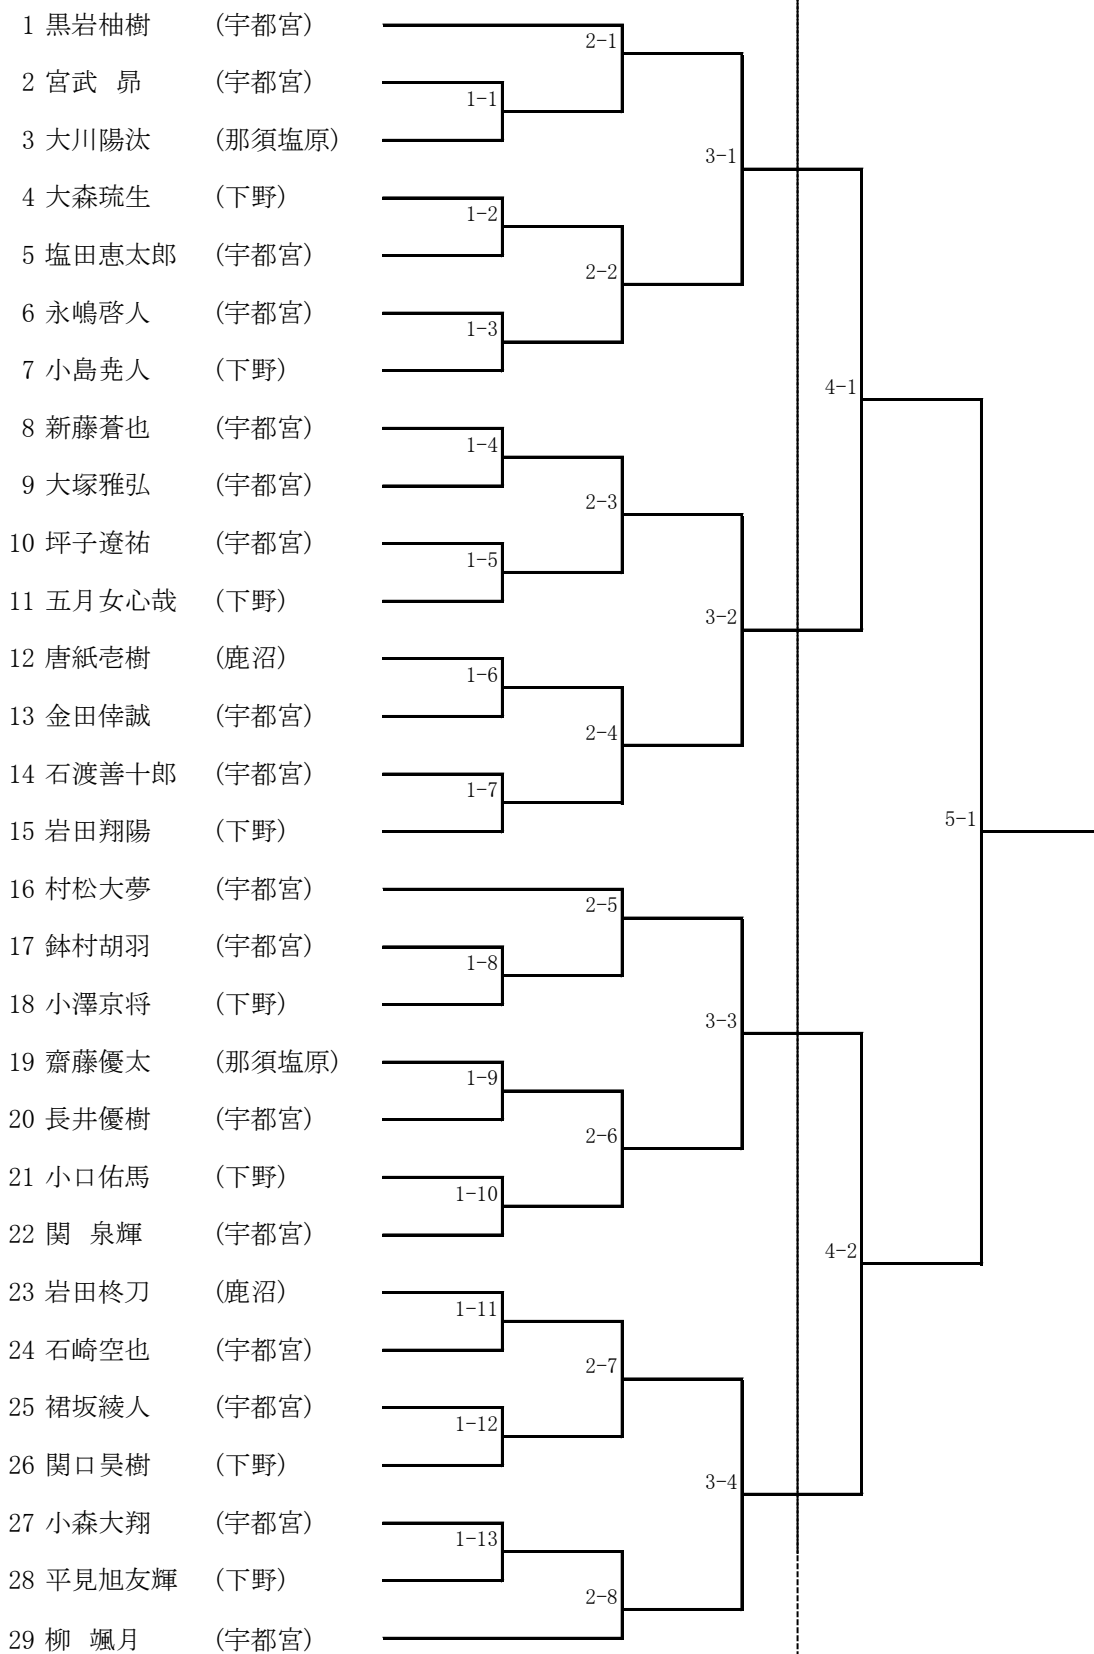 1 黒岩柚樹 (宇都宮)
2-1
2 宮武 昴 (宇都宮)
1-1
3 大川陽汰 (那須塩原)
3-1
4 大森琉生 (下野)
1-2
5 塩田恵太郎 (宇都宮)
2-2
6 永嶋啓人 (宇都宮)
1-3
7 小島尭人 (下野)
4-1
8 新藤蒼也 (宇都宮)
1-4
9 大塚雅弘 (宇都宮)
2-3
10 坪子遼祐 (宇都宮)
1-5
11 五月女心哉 (下野)
3-2
12 唐紙壱樹 (鹿沼)
1-6
13 金田倖誠 (宇都宮)
2-4
14 石渡善十郎 (宇都宮)
1-7
15 岩田翔陽 (下野)
5-1
16 村松大夢 (宇都宮)
2-5
17 鉢村胡羽 (宇都宮)
1-8
18 小澤京将 (下野)
3-3
19 齋藤優太 (那須塩原)
1-9
20 長井優樹 (宇都宮)
2-6
21 小口佑馬 (下野)
1-10
22 関 泉輝 (宇都宮)
4-2
23 岩田柊刀 (鹿沼)
1-11
24 石崎空也 (宇都宮)
2-7
25 裙坂綾人 (宇都宮)
1-12
26 関口昊樹 (下野)
3-4
27 小森大翔 (宇都宮)
1-13
28 平見旭友輝 (下野)
2-8
29 柳 颯月 (宇都宮)